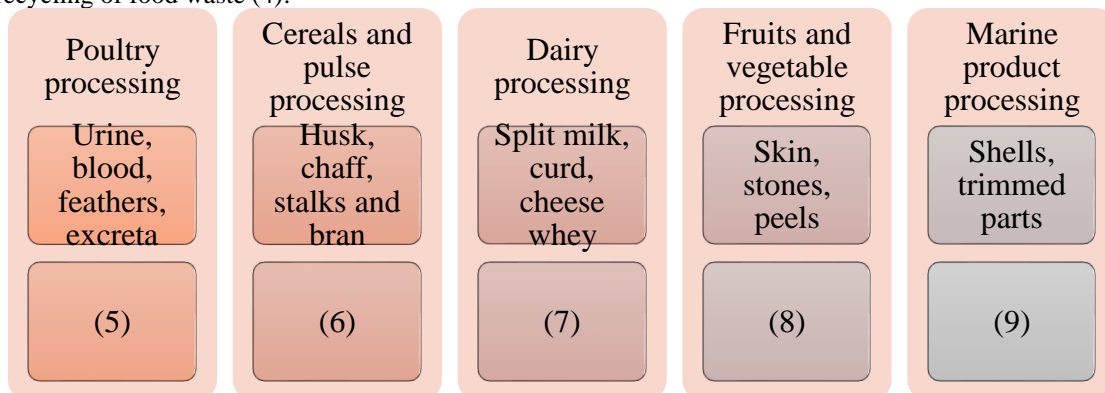 recycling of food waste (4).
Poultry
processing
Urine,
blood,
feathers,
excreta
(5)
Cereals and
pulse
processing
Husk,
chaff,
stalks and
bran
(6)
Dairy
processing
Split milk,
curd,
cheese
whey
(7)
Fruits and
vegetable
processing
Skin,
stones,
peels
(8)
Marine
product
processing
Shells,
trimmed
parts
(9)